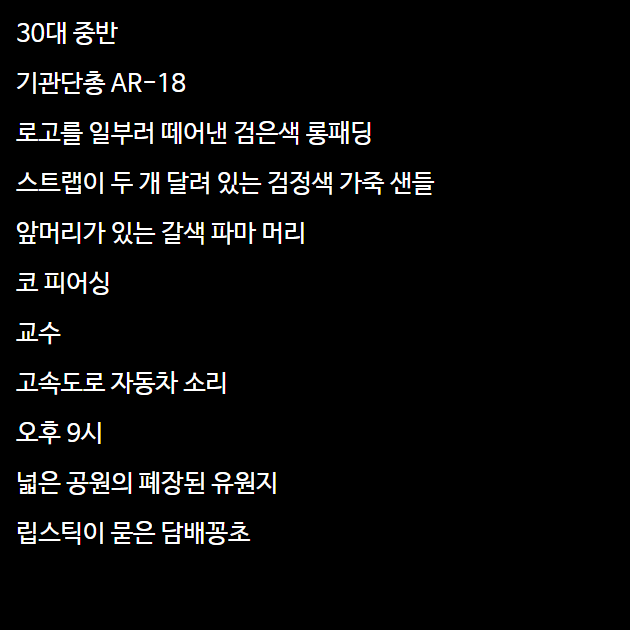 30대 중반
기관단총 AR-18
로고를 일부러 떼어낸 검은색 롱패딩
스트랩이 두 개 달려 있는 검정색 가죽 샌들
앞머리가 있는 갈색 파마 머리
코 피어싱
교수
고속도로 자동차 소리
오후 9시
넓은 공원의 폐장된 유원지
립스틱이 묻은 담배꽁초